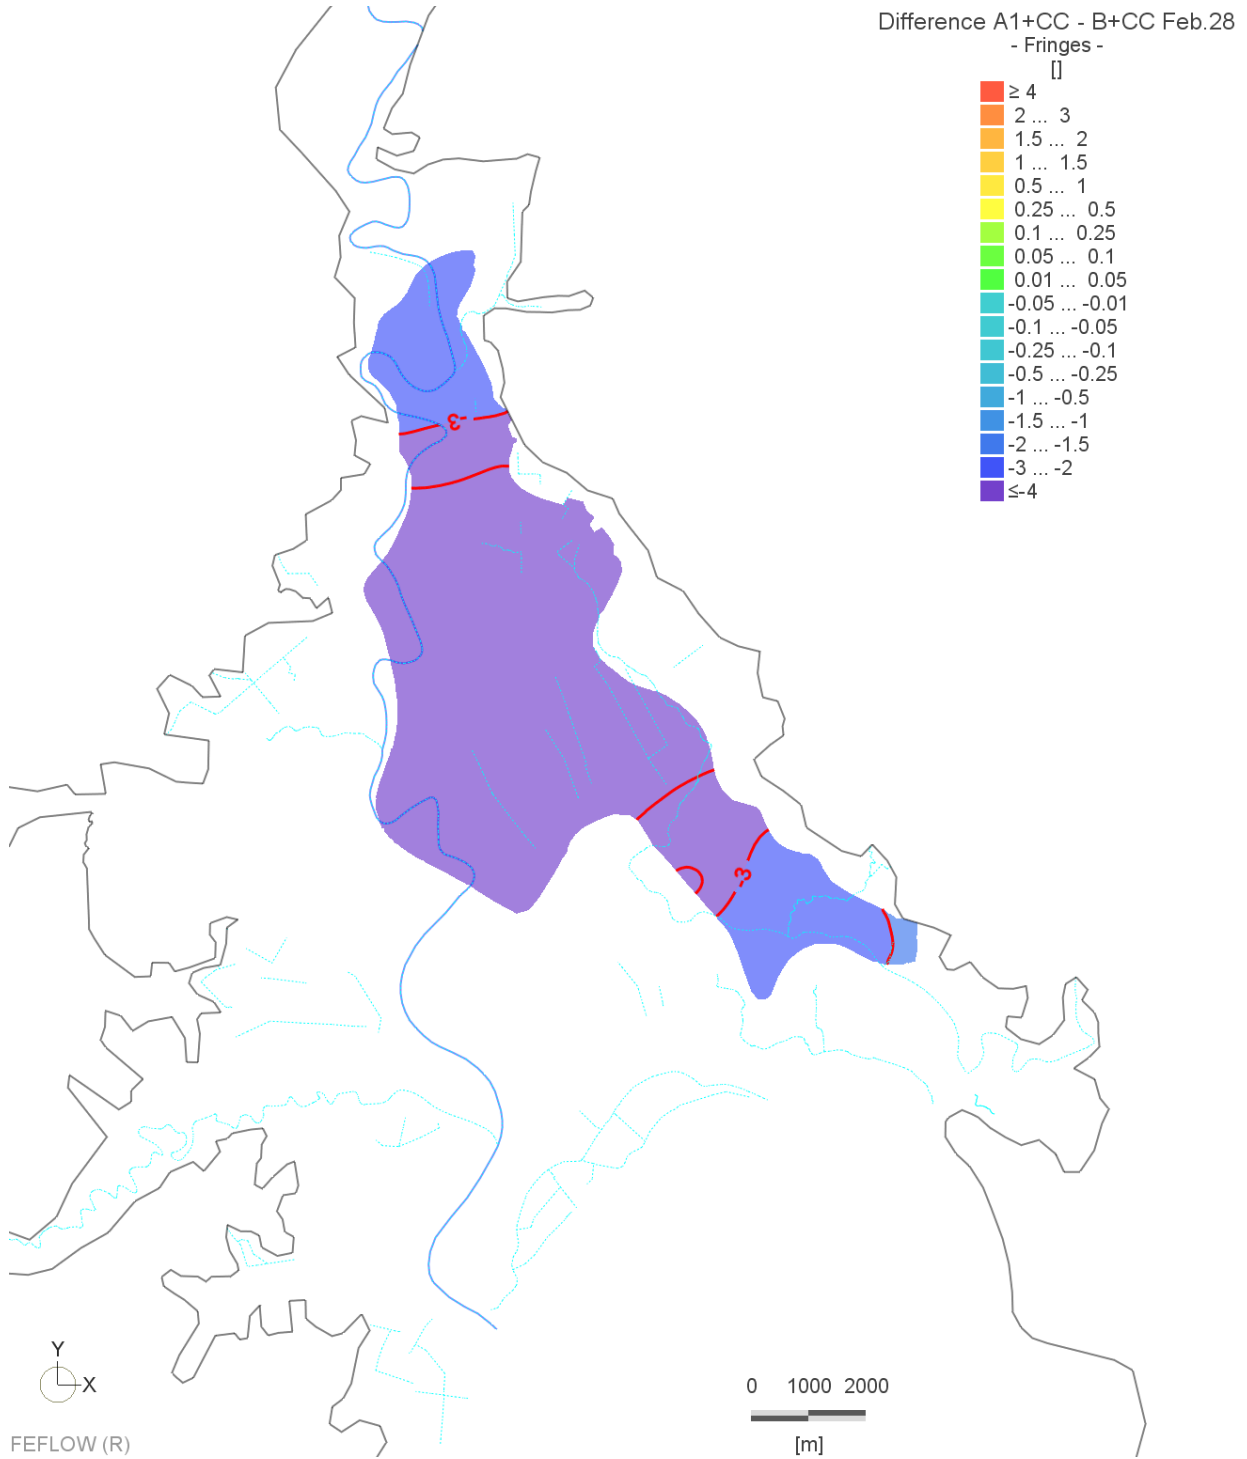 Difference A1+CC - B+CC Feb.28
- Fringes -
[]
≥ 4
2 ... 3
1.5 ... 2
1 ... 1.5
0.5 ... 1
0.25 ... 0.5
0.1 ... 0.25
0.05 ... 0.1
0.01 ... 0.05
-0.05 ... -0.01
-0.1 ... -0.05
-0.25 ... -0.1
-0.5 ... -0.25
-1 ... -0.5
-1.5 ... -1
-2 ... -1.5
-3 ... -2
≤-4
-3
-3
Y
X
0 1000 2000
[m]
FEFLOW (R)